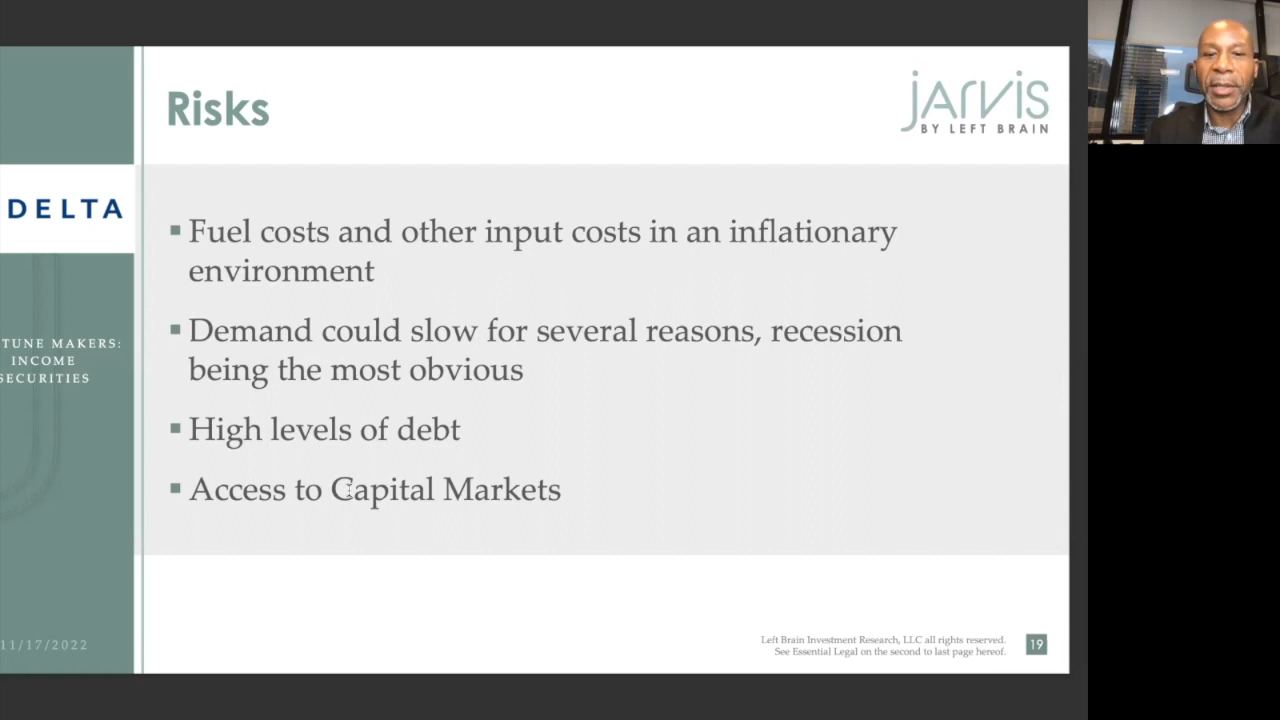 Risks
jarvis
BY LEFT BRAIN
DELTA
TUNE MAKERS:
INCOME
SECURITIES
▪ Fuel costs and other input costs in an inflationary
environment
▪ Demand could slow for several reasons, recession
being the most obvious
▪ High levels of debt
▪ Access to Capital Markets
11/17/2022
Left Brain Investment Research, LLC all rights reserved.
See Essential Legal on the second to last page hereof.
19